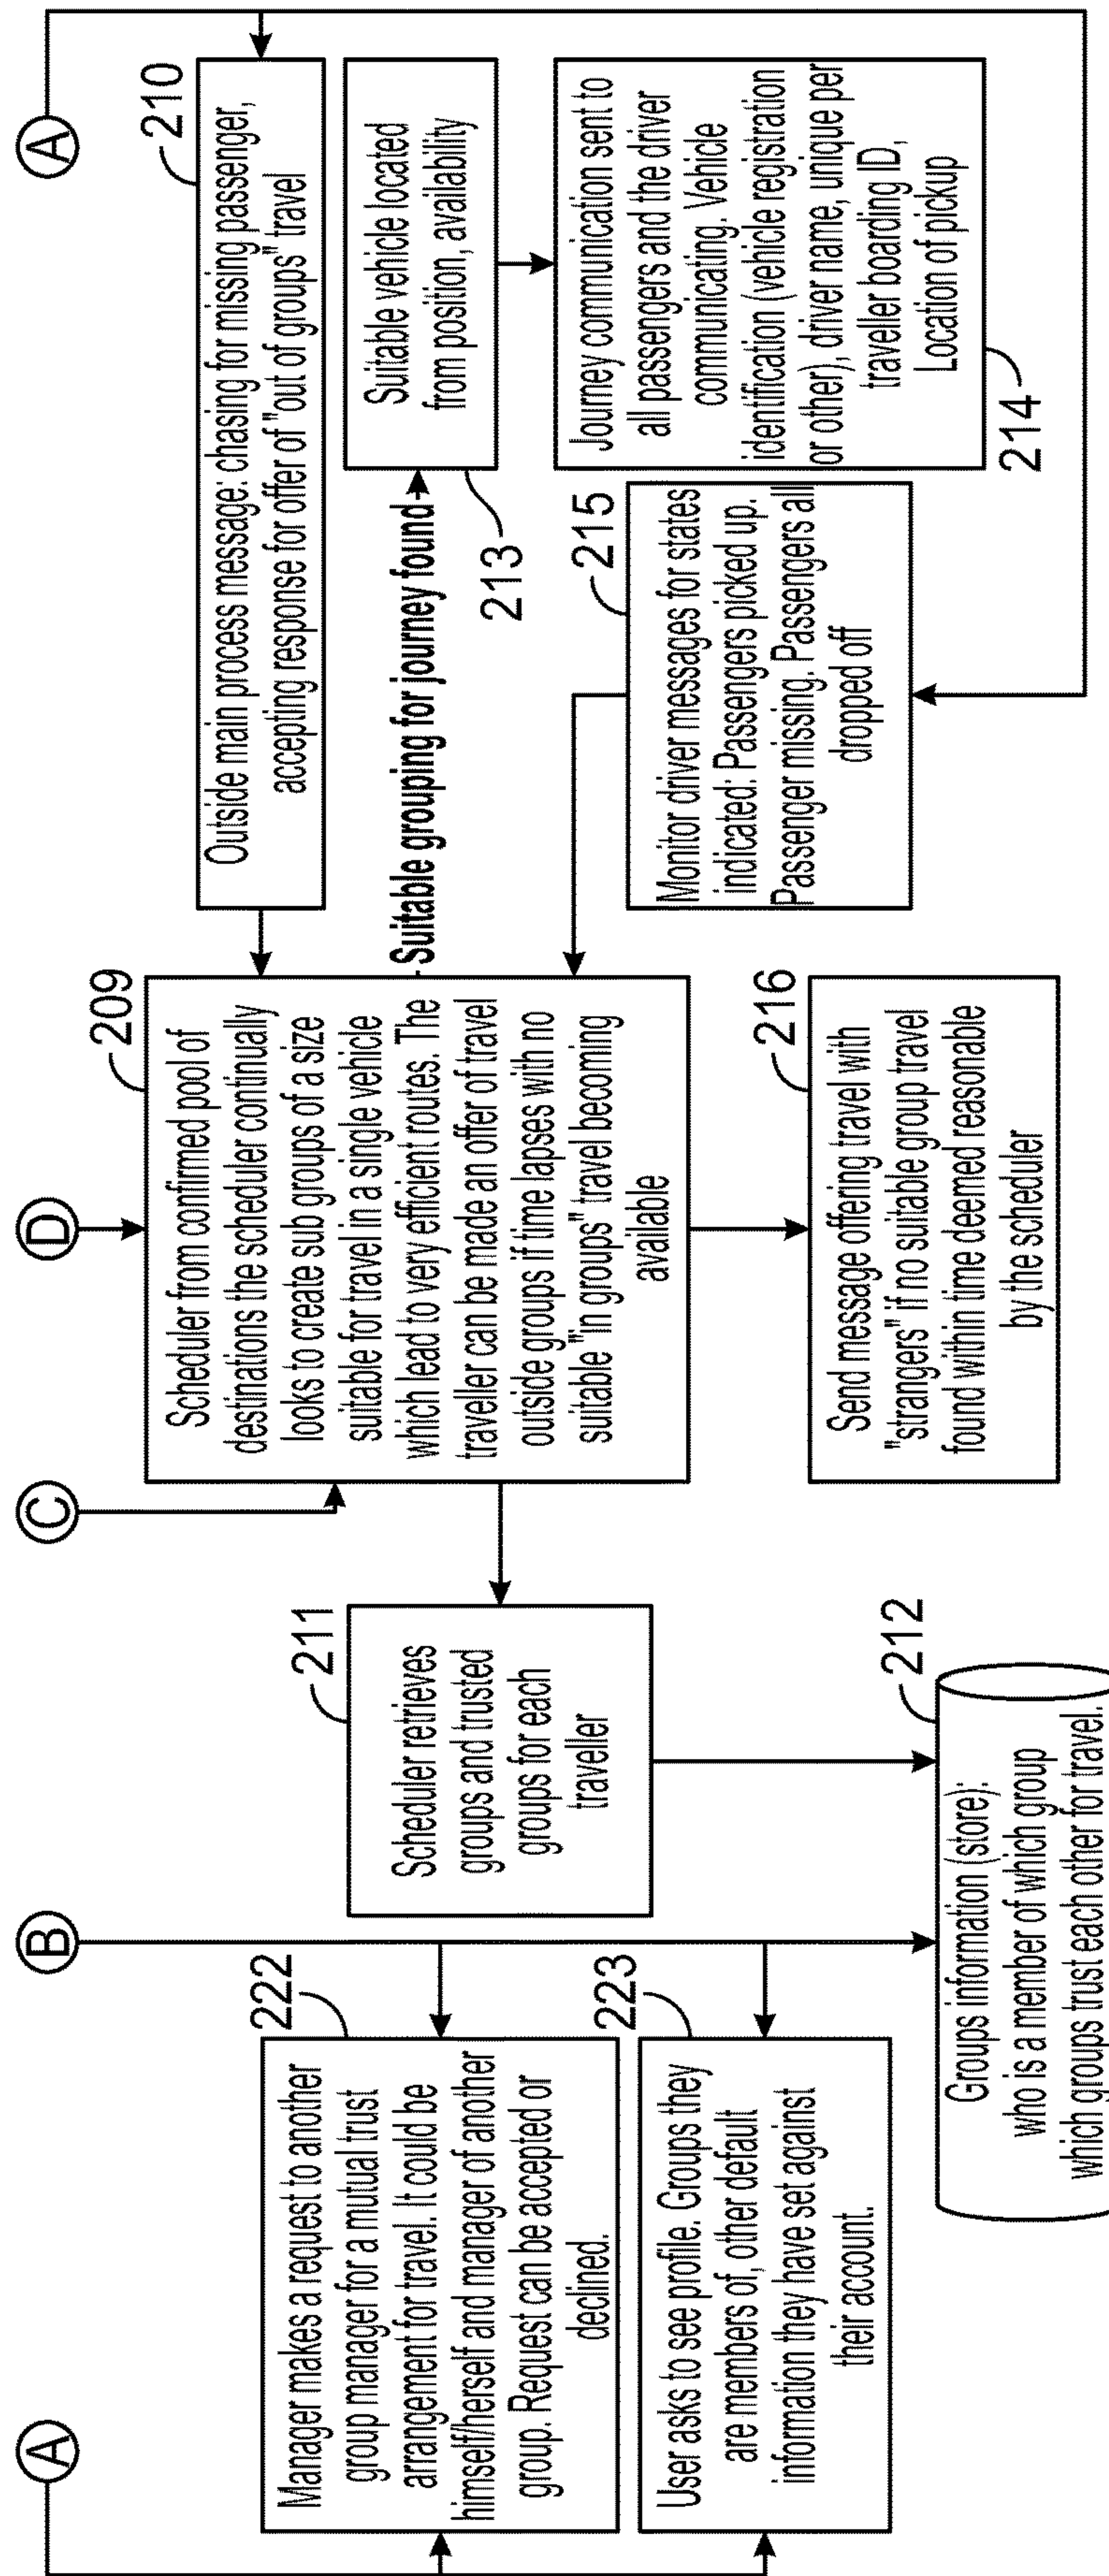 A
B
C
D
A
222
Manager makes a request to another
group manager for a mutual trust
arrangement for travel. It could be
himself/herself and manager of another
group. Request can be accepted or
declined.
223
User asks to see profile. Groups they
are members of, other default
information they have set against
their account.
211
Scheduler retrieves
groups and trusted
groups for each
traveller
212
Groups information (store):
who is a member of which group
which groups trust each other for travel.
209
Scheduler from confirmed pool of
destinations the scheduler continually
looks to create sub groups of a size
suitable for travel in a single vehicle
which lead to very efficient routes. The
traveller can be made an offer of travel
outside groups if time lapses with no
suitable "in groups" travel becoming
available
216
Send message offering travel with
"strangers" if no suitable group travel
found within time deemed reasonable
by the scheduler
210
Outside main process message: chasing for missing passenger,
accepting response for offer of "out of groups" travel
Suitable grouping for journey found
213
Suitable vehicle located
from position, availability
215
Monitor driver messages for states
indicated: Passengers picked up.
Passenger missing. Passengers all
dropped off
214
Journey communication sent to
all passengers and the driver
communicating. Vehicle
identification (vehicle registration
or other), driver name, unique per
traveller boarding ID,
Location of pickup